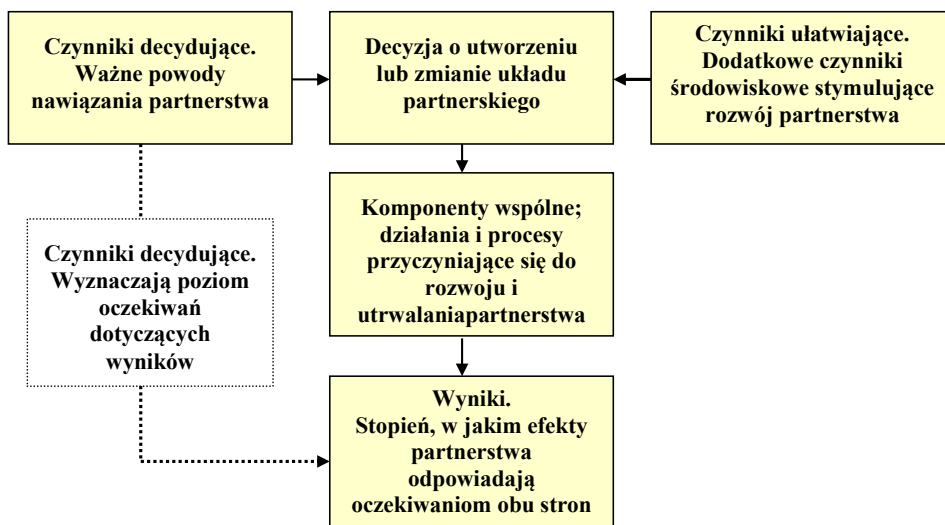 Czynniki decydujące.
Ważne powody
nawiązania partnerstwa
Decyzja o utworzeniu
lub zmianie układu
partnerskiego
Czynniki ułatwiające.
Dodatkowe czynniki
środowiskowe stymulujące
rozwój partnerstwa
Komponenty wspólne;
działania i procesy
przyczyniające się do
rozwoju i
utrwalaniapartnerstwa
Czynniki decydujące.
Wyznaczają poziom
oczekiwań
dotyczących
wyników
Wyniki.
Stopień, w jakim efekty
partnerstwa
odpowiadają
oczekiwaniom obu stron